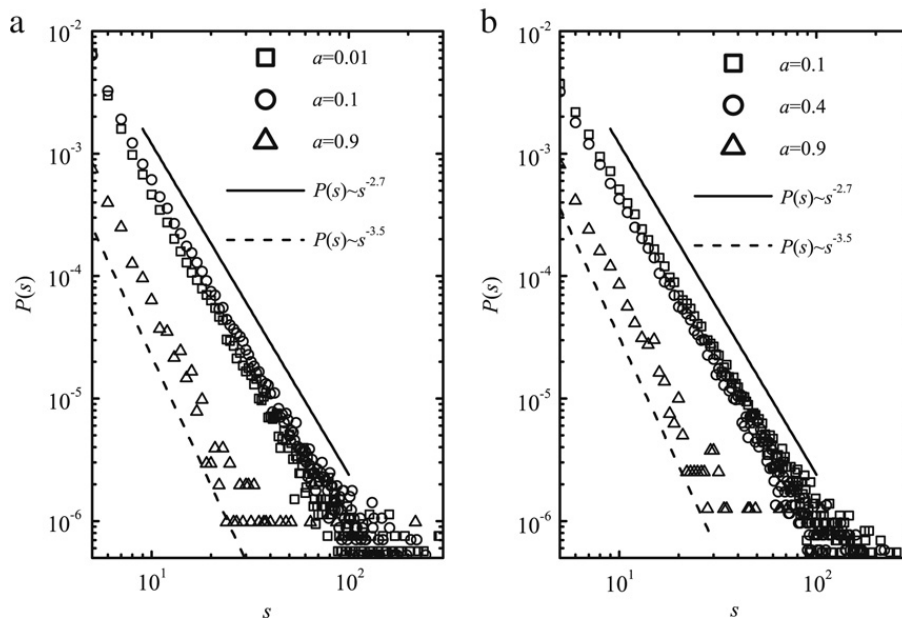 a
10^-2
10^-3
10^-4
10^-5
10^-6
P(s)
a=0.01
a=0.1
a=0.9
P(s)~s^-2.7
P(s)~s^-3.5
10^1
10^2
s
b
10^-2
10^-3
10^-4
10^-5
10^-6
P(s)
a=0.1
a=0.4
a=0.9
P(s)~s^-2.7
P(s)~s^-3.5
10^1
10^2
s